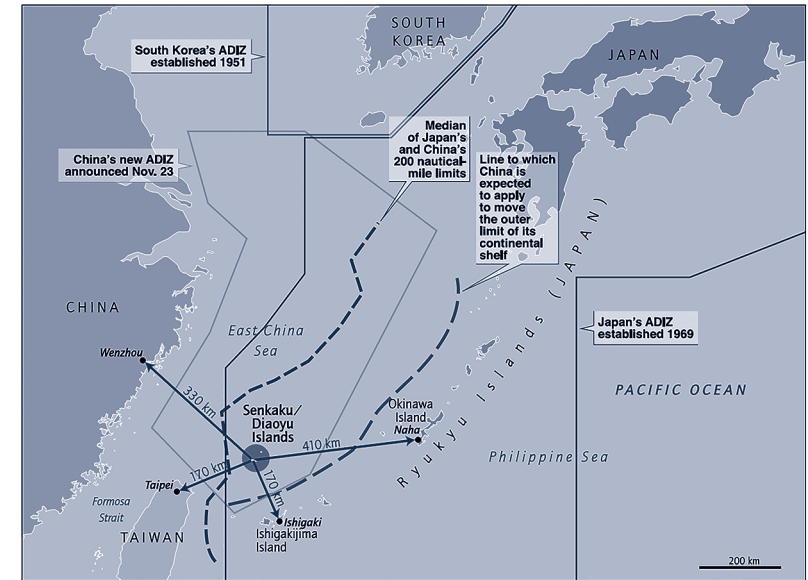 SOUTH
KOREA
JAPAN
South Korea's ADIZ
established 1951
Median
of Japan's
and China's
200 nautical-
mile limits
China's new ADIZ
announced Nov. 23
Line to which
China is
expected
to apply
to move
the outer
limit of its
continental
shelf
CHINA
East China
Sea
Ryukyu Islands (JAPAN)
Japan's ADIZ
established 1969
Wenzhou
330 km
PACIFIC OCEAN
Senkaku/
Diaoyu
Islands
Okinawa
Island
Naha
410 km
170 km
170 km
Philippine Sea
Taipei
Formosa
Strait
TAIWAN
Ishigaki
Ishigakijima
Island
200 km